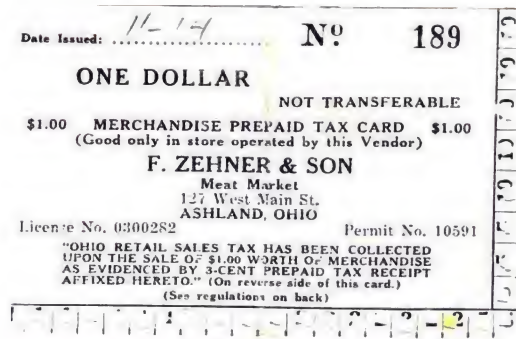 Date Issued: 11-14 Nº 189
ONE DOLLAR
NOT TRANSFERABLE
$1.00 MERCHANDISE PREPAID TAX CARD $1.00
(Good only in store operated by this Vendor)
F. ZEHNER & SON
Meat Market
127 West Main St.
ASHLAND, OHIO
License No. 0300282 Permit No. 10591
"OHIO RETAIL SALES TAX HAS BEEN COLLECTED
UPON THE SALE OF $1.00 WORTH OF MERCHANDISE
AS EVIDENCED BY 3-CENT PREPAID TAX RECEIPT
AFFIXED HERETO." (On reverse side of this card.)
(See regulations on back)